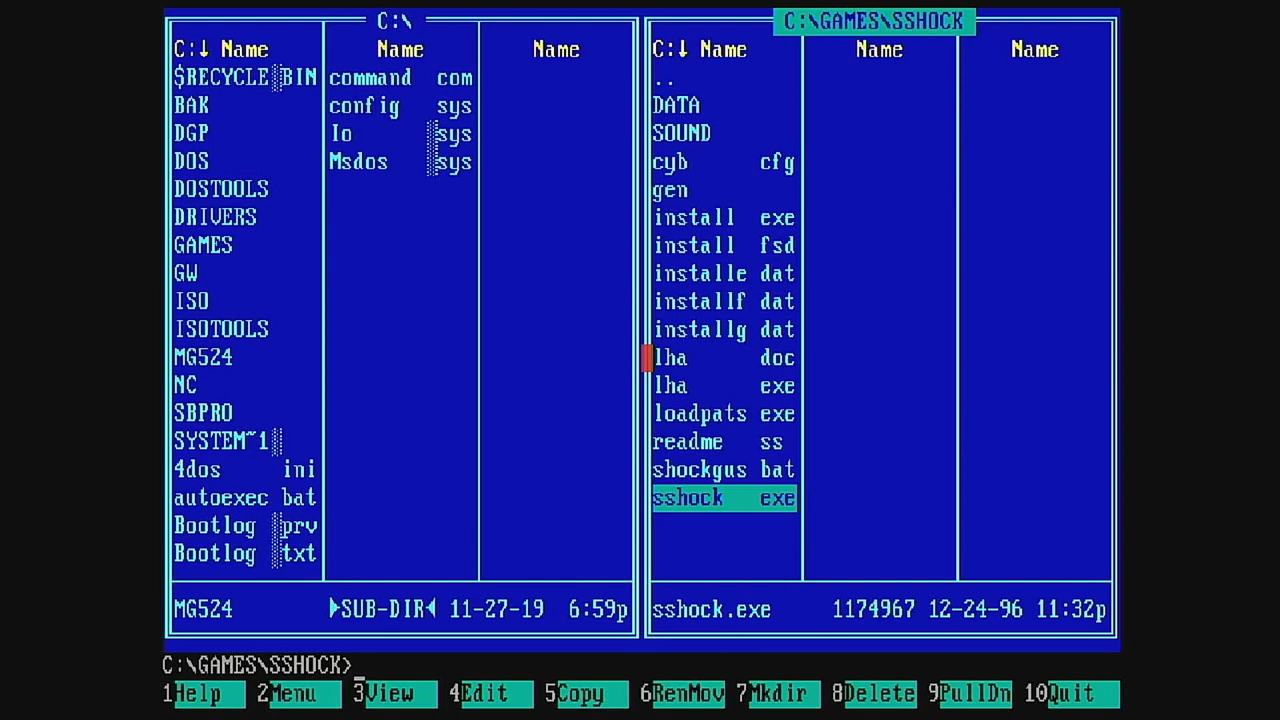 C:\
C:↓ Name Name Name
$RECYCLE░BIN command com
BAK config sys
DGP Io ░sys
DOS Msdos ░sys
DOSTOOLS
DRIVERS
GAMES
GW
ISO
ISOTOOLS
MG524
NC
SBPRO
SYSTEM~1░
4dos ini
autoexec bat
Bootlog ░prv
Bootlog ░txt
MG524 ►SUB-DIR◄ 11-27-19 6:59p
C:\GAMES\SSHOCK
C:↓ Name Name Name
..
DATA
SOUND
cyb cfg
gen
install exe
install fsd
installe dat
installf dat
installg dat
lha doc
lha exe
loadpats exe
readme ss
shockgus bat
sshock exe
sshock.exe 1174967 12-24-96 11:32p
C:\GAMES\SSHOCK>
1Help 2Menu 3View 4Edit 5Copy 6RenMov 7Mkdir 8Delete 9PullDn 10Quit